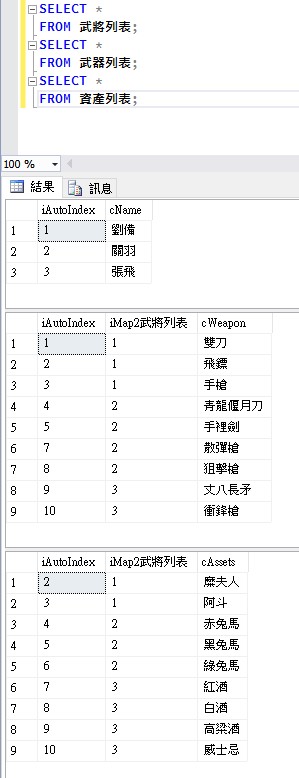 SELECT *
FROM 武將列表;
SELECT *
FROM 武器列表;
SELECT *
FROM 資產列表;
100 %
結果 訊息
iAutoIndex cName
1 1 劉備
2 2 關羽
3 3 張飛
iAutoIndex iMap2武將列表 cWeapon
1 1 1 雙刀
2 2 1 飛鏢
3 3 1 手槍
4 4 2 青龍偃月刀
5 5 2 手裡劍
6 7 2 散彈槍
7 8 2 狙擊槍
8 9 3 丈八長矛
9 10 3 衝鋒槍
iAutoIndex iMap2武將列表 cAssets
1 2 1 糜夫人
2 3 1 阿斗
3 4 2 赤兔馬
4 5 2 黑兔馬
5 6 2 綠兔馬
6 7 3 紅酒
7 8 3 白酒
8 9 3 高粱酒
9 10 3 威士忌